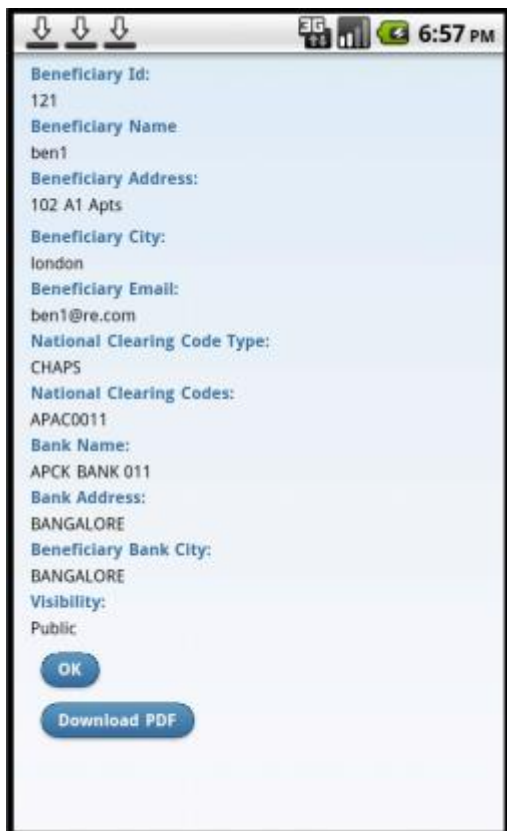 3G 6:57 PM
Beneficiary Id:
121
Beneficiary Name
ben1
Beneficiary Address:
102 A1 Apts
Beneficiary City:
london
Beneficiary Email:
ben1@re.com
National Clearing Code Type:
CHAPS
National Clearing Codes:
APAC0011
Bank Name:
APCK BANK 011
Bank Address:
BANGALORE
Beneficiary Bank City:
BANGALORE
Visibility:
Public
OK
Download PDF